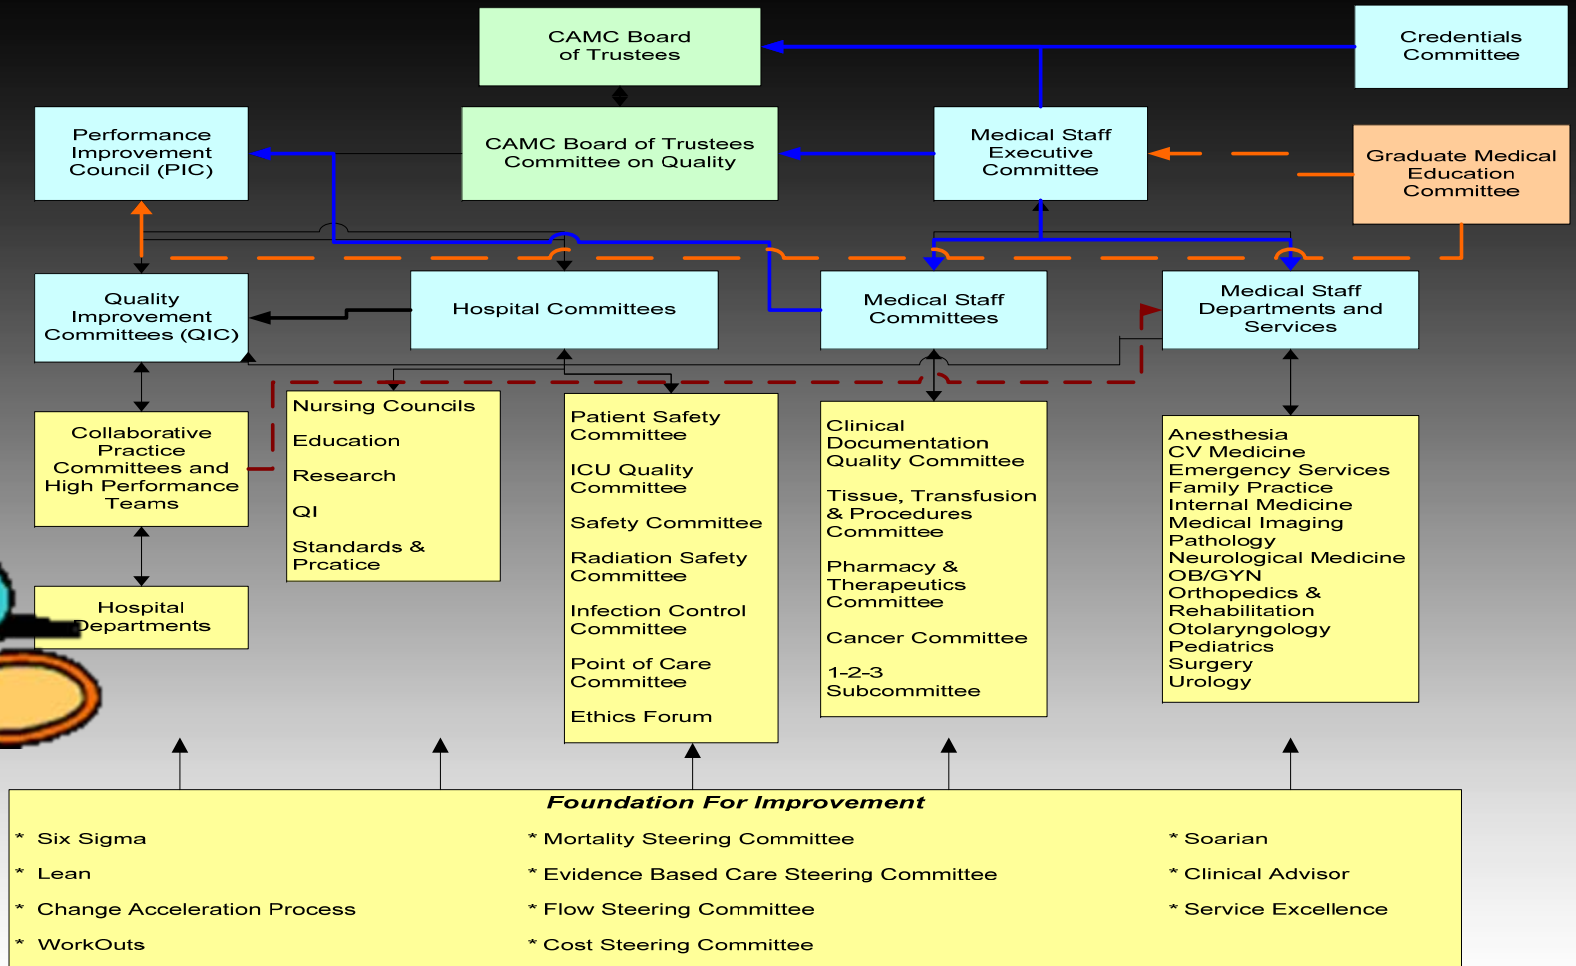 CAMC Board
of Trustees
Credentials
Committee
Performance
Improvement
Council (PIC)
CAMC Board of Trustees
Committee on Quality
Medical Staff
Executive
Committee
Graduate Medical
Education
Committee
Quality
Improvement
Committees (QIC)
Hospital Committees
Medical Staff
Committees
Medical Staff
Departments and
Services
Collaborative
Practice
Committees and
High Performance
Teams
Hospital
Departments
Nursing Councils
Education
Research
QI
Standards &
Prcatice
Patient Safety
Committee
ICU Quality
Committee
Safety Committee
Radiation Safety
Committee
Infection Control
Committee
Point of Care
Committee
Ethics Forum
Clinical
Documentation
Quality Committee
Tissue, Transfusion
& Procedures
Committee
Pharmacy &
Therapeutics
Committee
Cancer Committee
1-2-3
Subcommittee
Anesthesia
CV Medicine
Emergency Services
Family Practice
Internal Medicine
Medical Imaging
Pathology
Neurological Medicine
OB/GYN
Orthopedics &
Rehabilitation
Otolaryngology
Pediatrics
Surgery
Urology
Foundation For Improvement
* Six Sigma
* Lean
* Change Acceleration Process
* WorkOuts
* Mortality Steering Committee
* Evidence Based Care Steering Committee
* Flow Steering Committee
* Cost Steering Committee
* Soarian
* Clinical Advisor
* Service Excellence